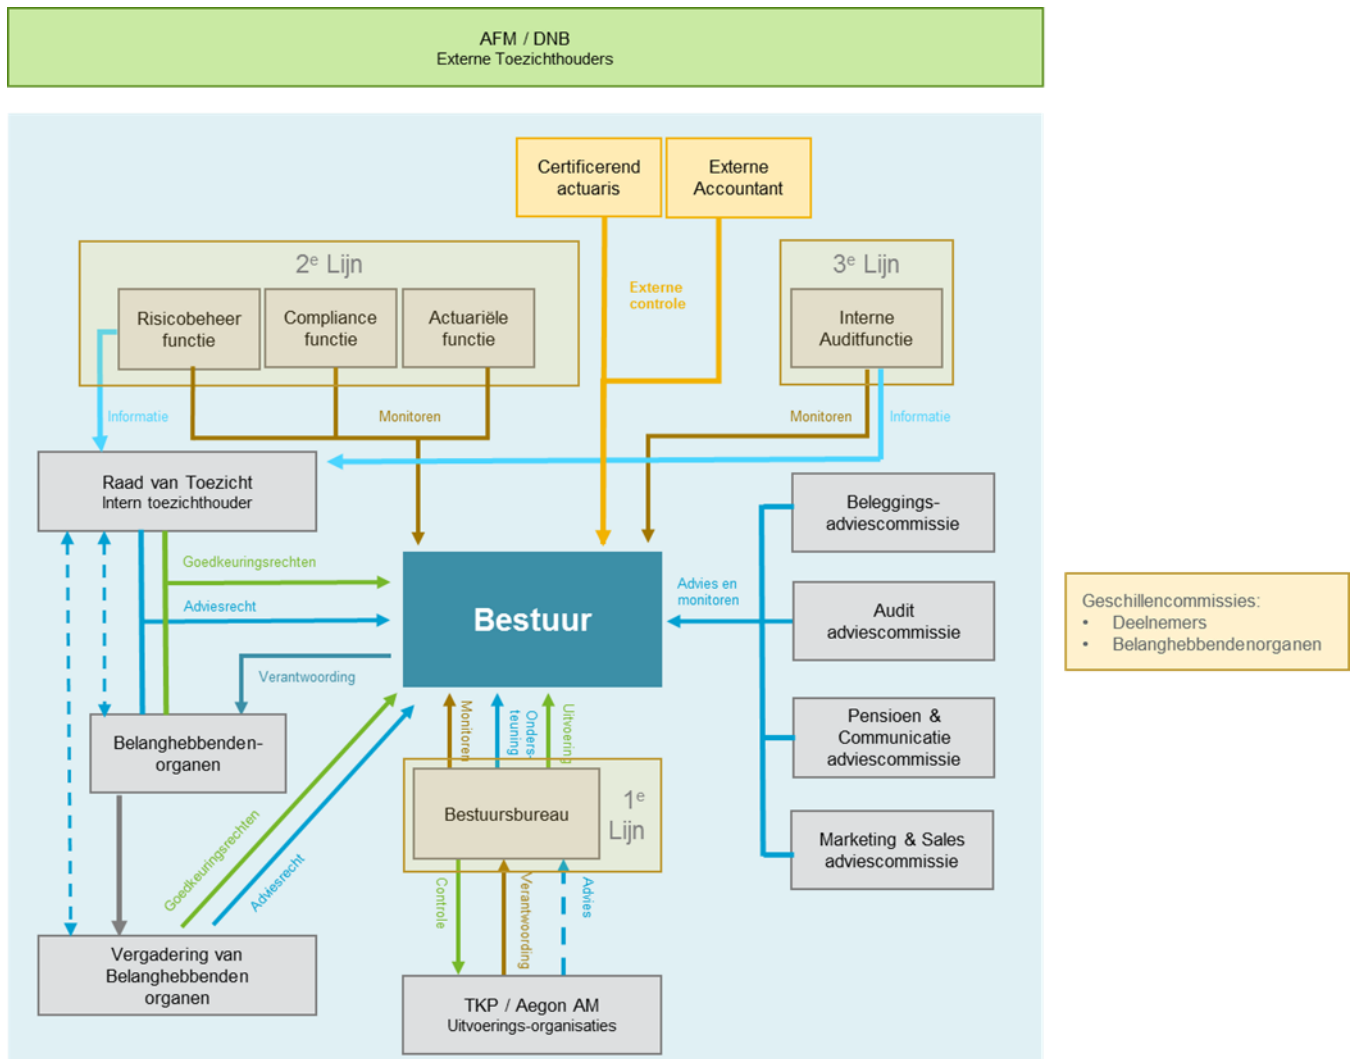 AFM / DNB
Externe Toezichthouders
Certificerend
actuaris
Externe
Accountant
2e Lijn
3e Lijn
Risicobeheer
functie
Compliance
functie
Actuariële
functie
Externe
controle
Interne
Auditfunctie
Informatie
Monitoren
Monitoren
Informatie
Raad van Toezicht
Intern toezichthouder
Beleggings-
adviescommissie
Goedkeuringsrechten
Adviesrecht
Bestuur
Advies en
monitoren
Audit
adviescommissie
Geschillencommissies:
• Deelnemers
• Belanghebbendenorganen
Verantwoording
Belanghebbenden-
organen
Monitoren
Onders-
teuning
Uitvoering
Pensioen &
Communicatie
adviescommissie
Bestuursbureau
1e
Lijn
Marketing & Sales
adviescommissie
Goedkeuringsrechten
Adviesrecht
Controle
Verantwoording
Advies
Vergadering van
Belanghebbenden
organen
TKP / Aegon AM
Uitvoerings-organisaties